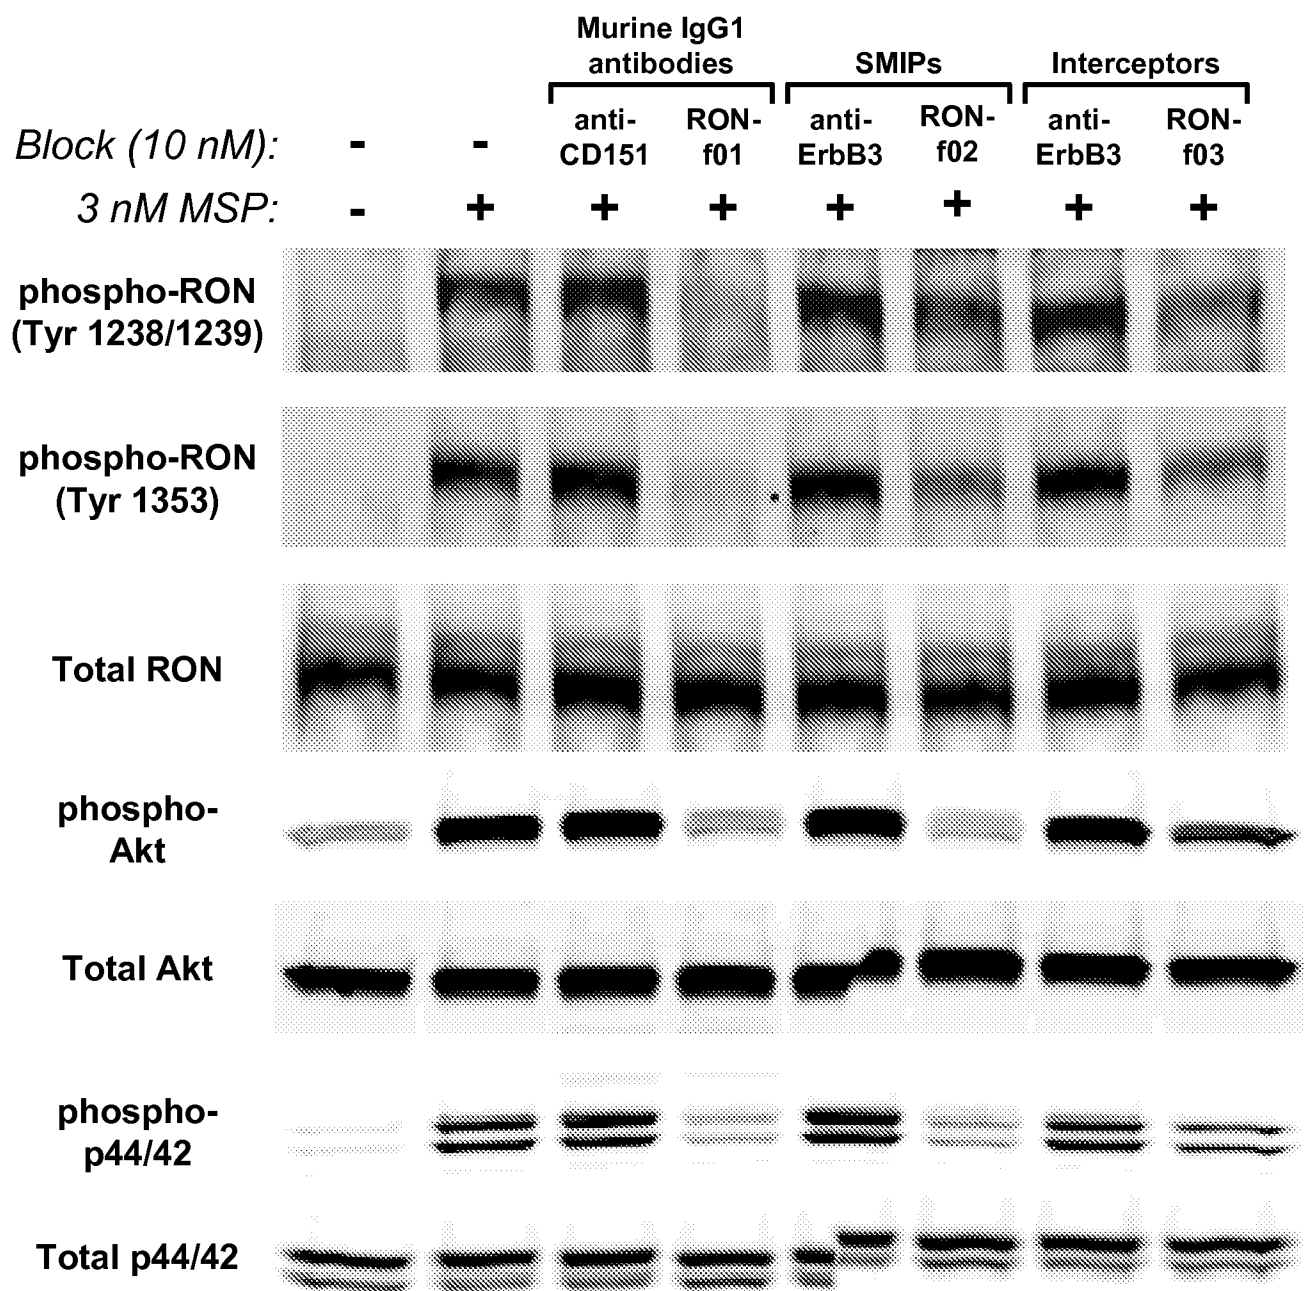 Murine IgG1
antibodies
SMIPs
Interceptors
Block (10 nM):
-
-
anti-
CD151
RON-
f01
anti-
ErbB3
RON-
f02
anti-
ErbB3
RON-
f03
3 nM MSP:
-
+
+
+
+
+
+
+
phospho-RON
(Tyr 1238/1239)
phospho-RON
(Tyr 1353)
Total RON
phospho-
Akt
Total Akt
phospho-
p44/42
Total p44/42